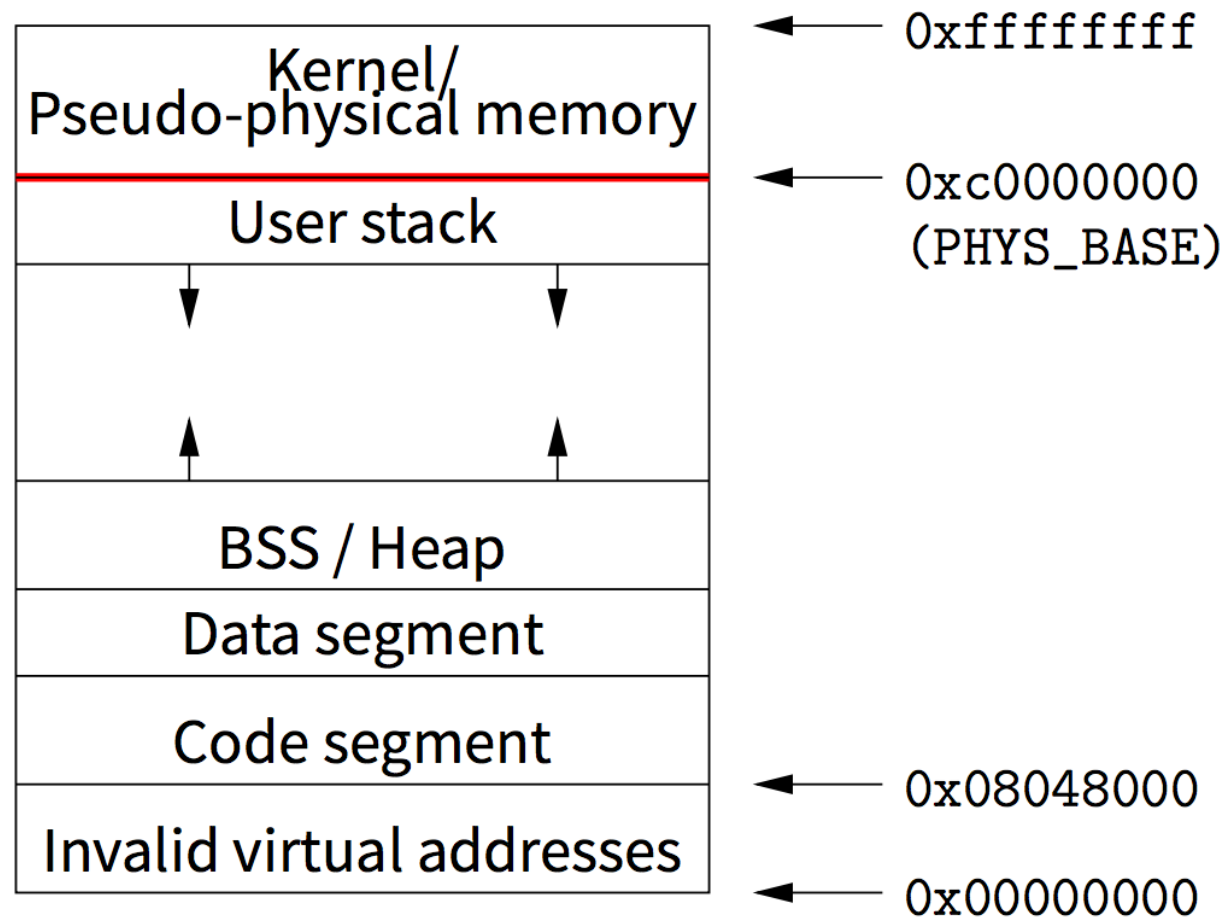 Kernel/
Pseudo-physical memory
User stack
BSS / Heap
Data segment
Code segment
Invalid virtual addresses
0xffffffff
0xc0000000
(PHYS_BASE)
0x08048000
0x00000000